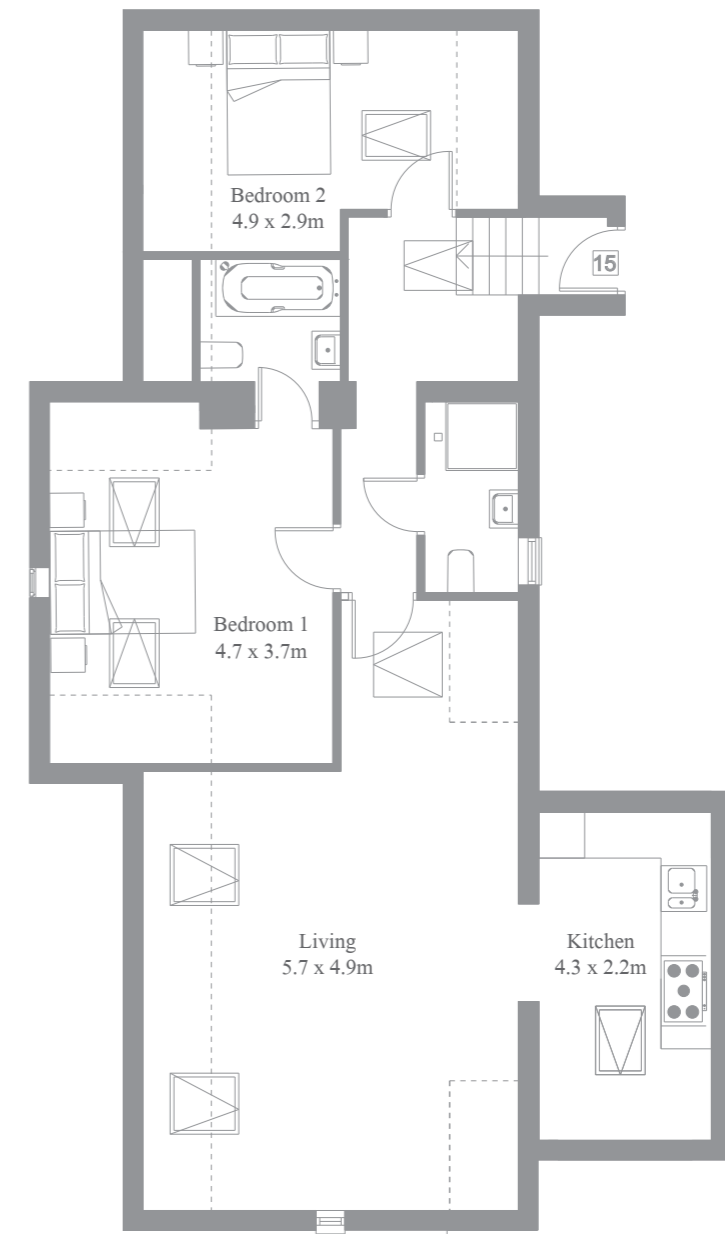 Bedroom 2
4.9 x 2.9m
15
Bedroom 1
4.7 x 3.7m
Living
5.7 x 4.9m
Kitchen
4.3 x 2.2m